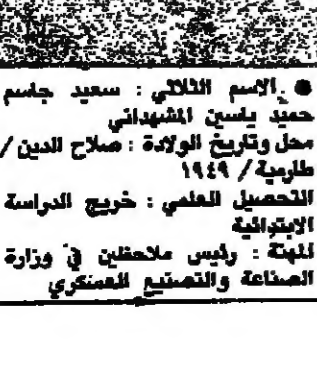 ● الاسم الثلاثي : سعيد جاسم
حميد ياسين المشهداني
محل وتاريخ الولادة : صلاح الدين /
طارمية / ١٩٤٩
التحصيل العلمي : خريج الدراسة
الابتدائية
المهنة : رئيس ملاحظين في وزارة
الصناعة والتصنيع العسكري